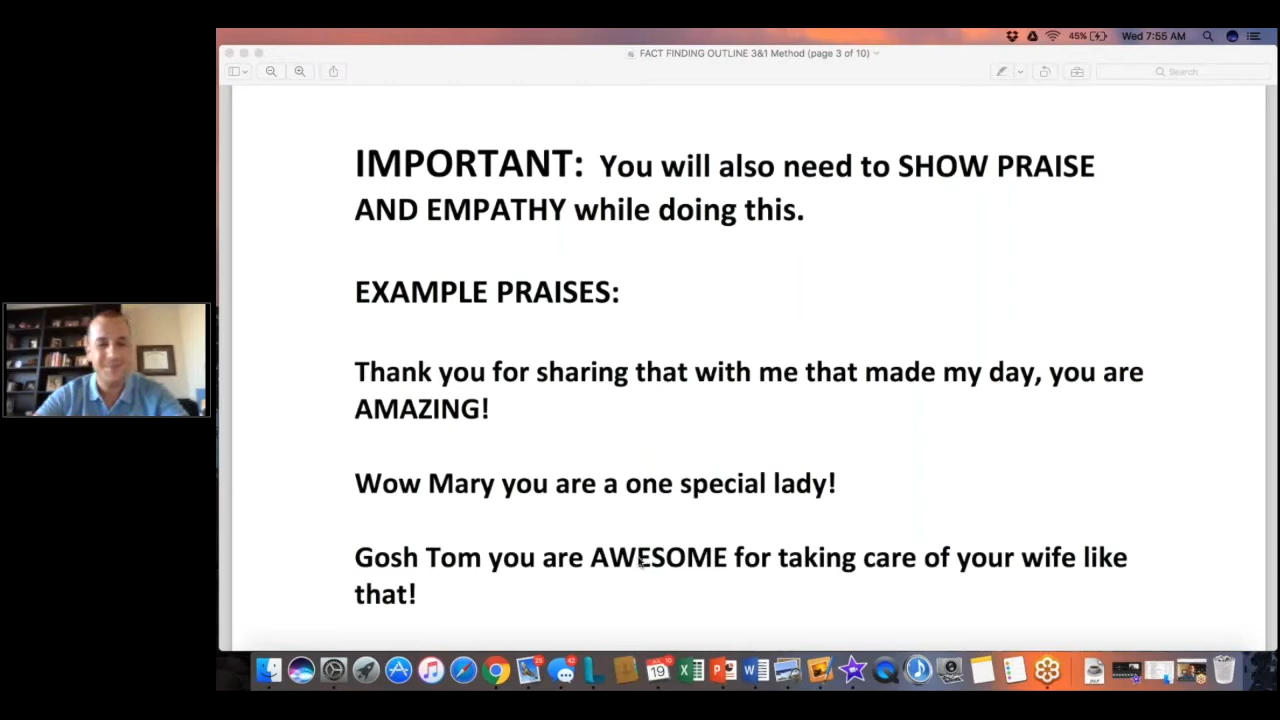 45% Wed 7:55 AM
FACT FINDING OUTLINE 3&1 Method (page 3 of 10)
Search
IMPORTANT: You will also need to SHOW PRAISE
AND EMPATHY while doing this.
EXAMPLE PRAISES:
Thank you for sharing that with me that made my day, you are
AMAZING!
Wow Mary you are a one special lady!
Gosh Tom you are AWESOME for taking care of your wife like
that!
19